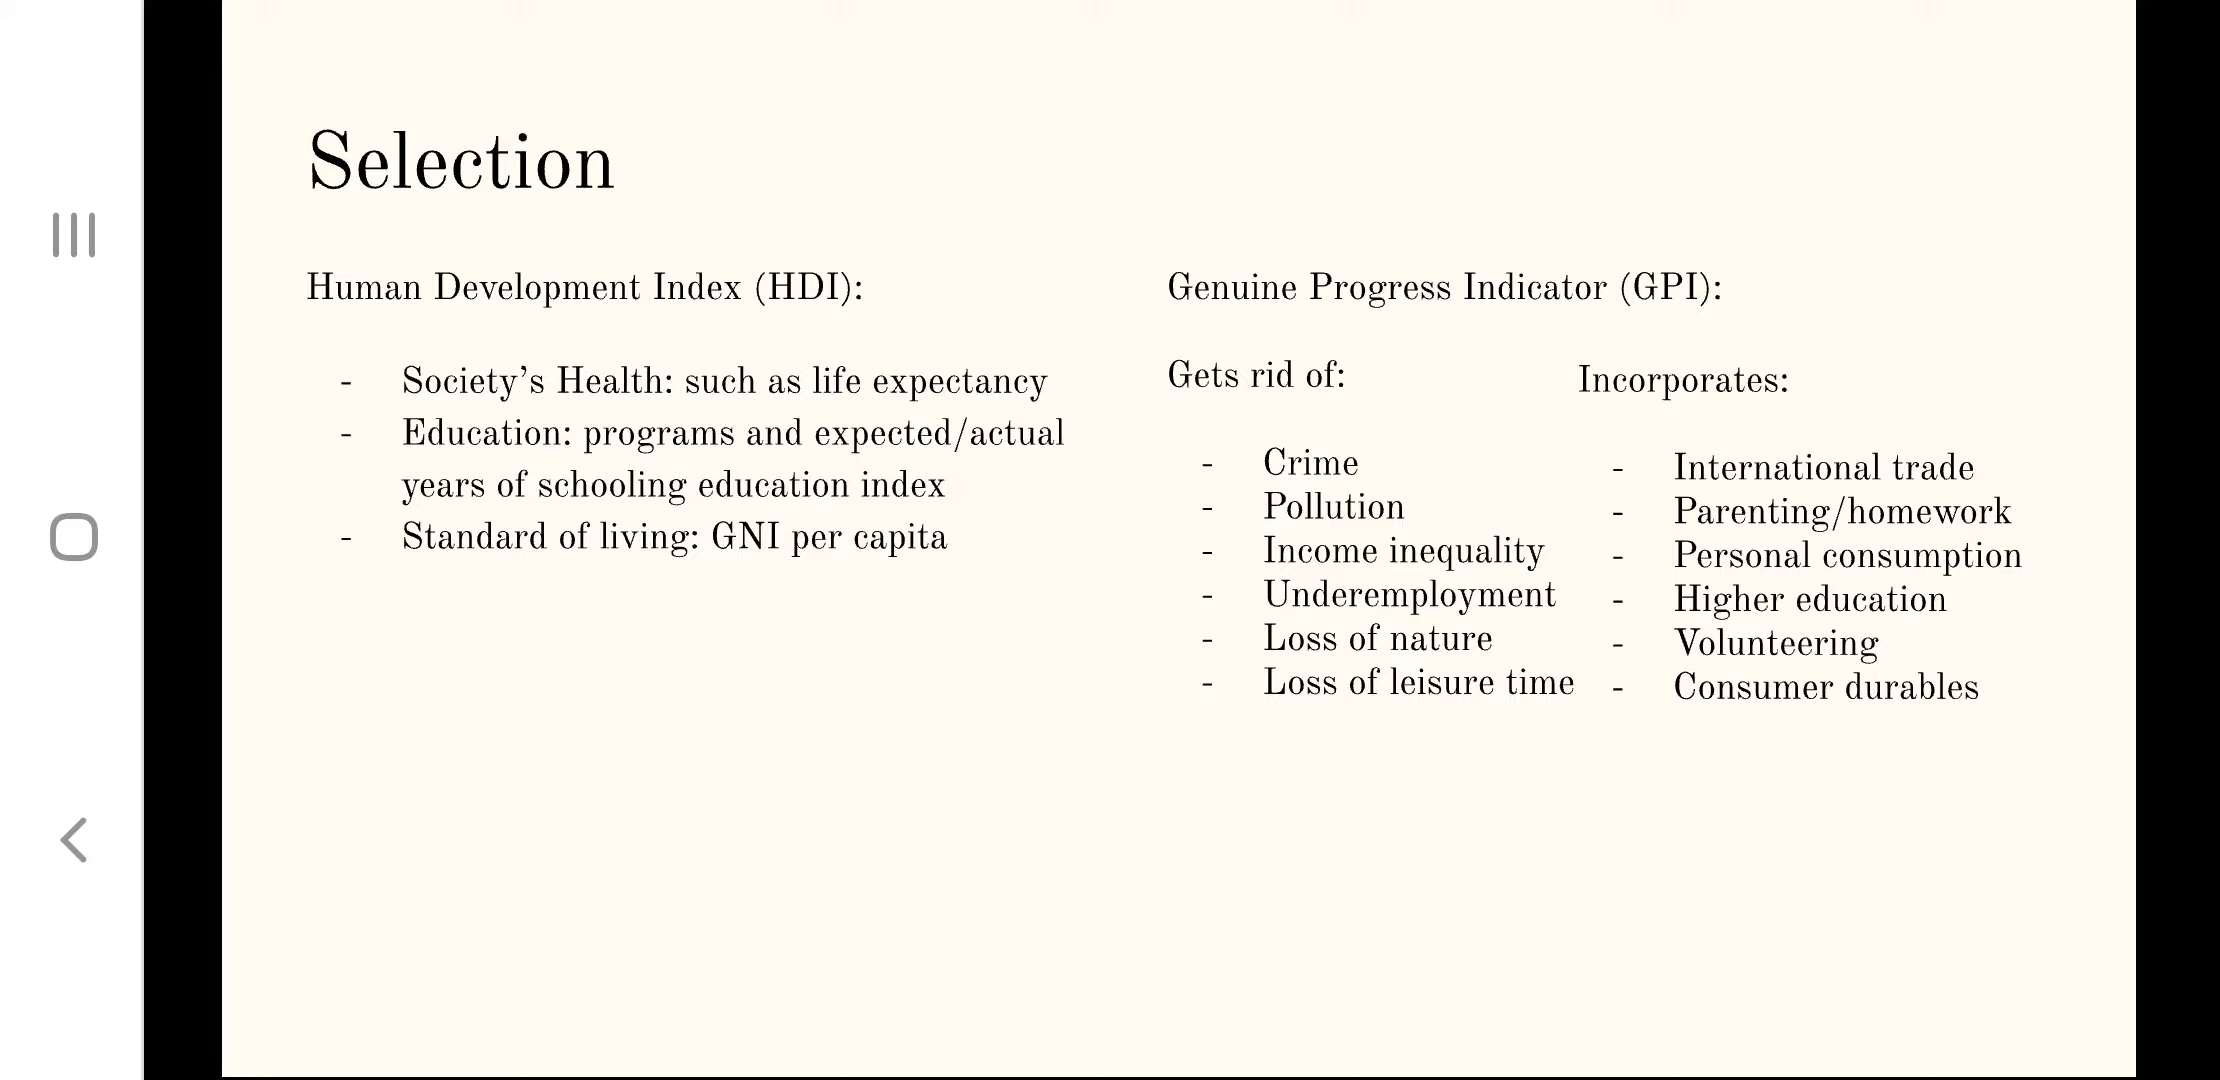 Selection
Human Development Index (HDI):
- Society's Health: such as life expectancy
- Education: programs and expected/actual
years of schooling education index
- Standard of living: GNI per capita
Genuine Progress Indicator (GPI):
Gets rid of:
- Crime
- Pollution
- Income inequality
- Underemployment
- Loss of nature
- Loss of leisure time
Incorporates:
- International trade
- Parenting/homework
- Personal consumption
- Higher education
- Volunteering
- Consumer durables